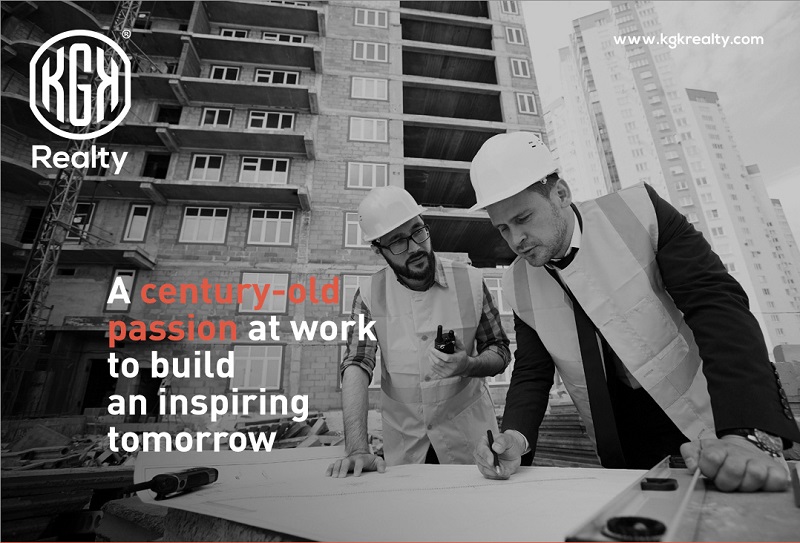 KGK®
Realty
www.kgkrealty.com
A century-old
passion at work
to build
an inspiring
tomorrow